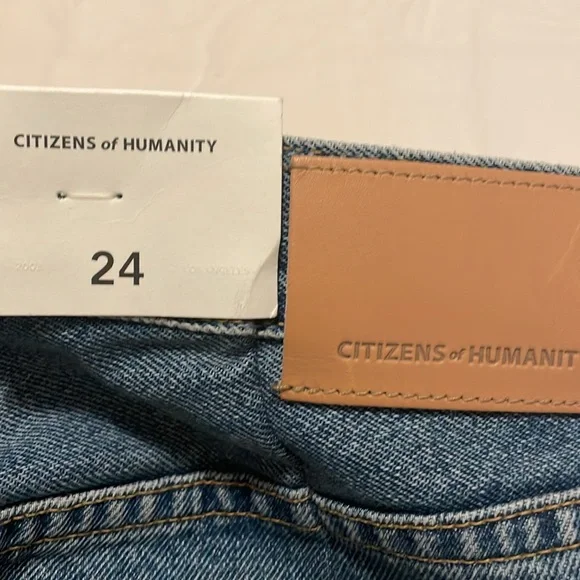 CITIZENS of HUMANITY
24
CITIZENS of HUMANIT